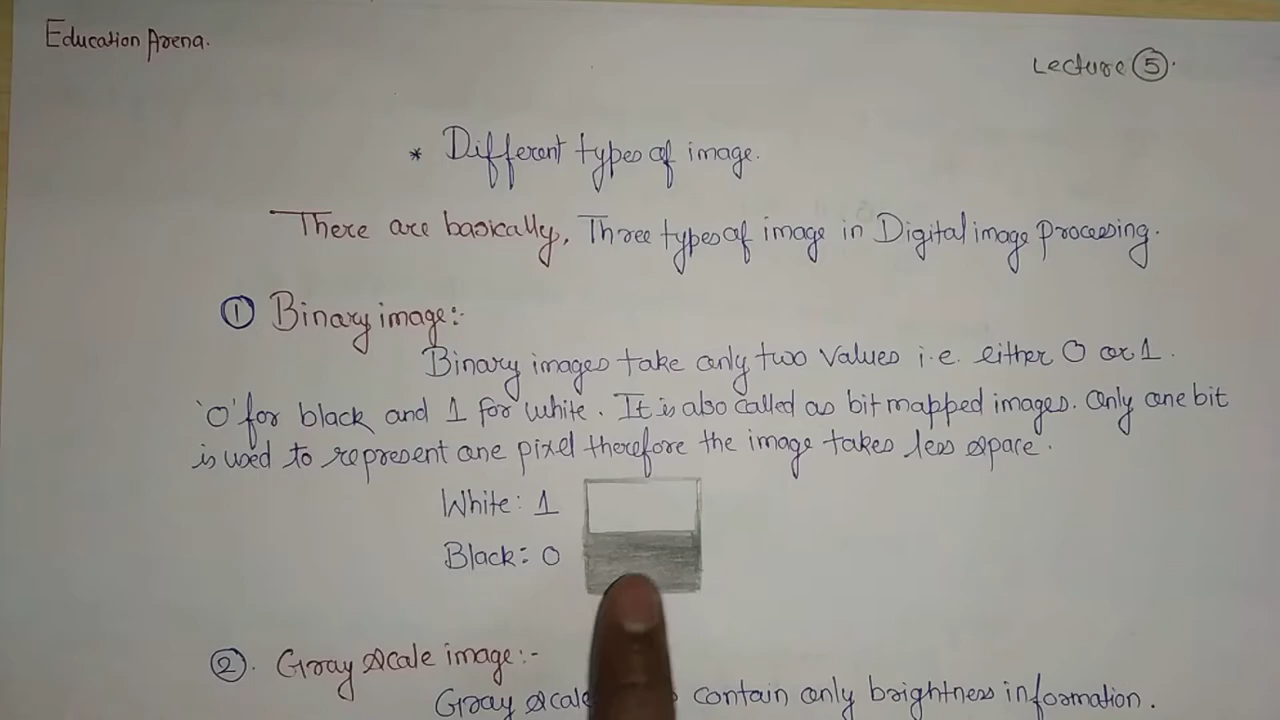 Education Arena.
Lecture ⑤.
* Different types of image.
There are basically, Three types of image in Digital image processing.
① Binary image:-
Binary images take only two values i.e. either 0 or 1.
'0' for black and 1 for white. It is also called as bit mapped images. Only one bit
is used to represent one pixel therefore the image takes less space.
White: 1
Black: 0
②. Gray scale image:-
Gray scale contain only brightness information.